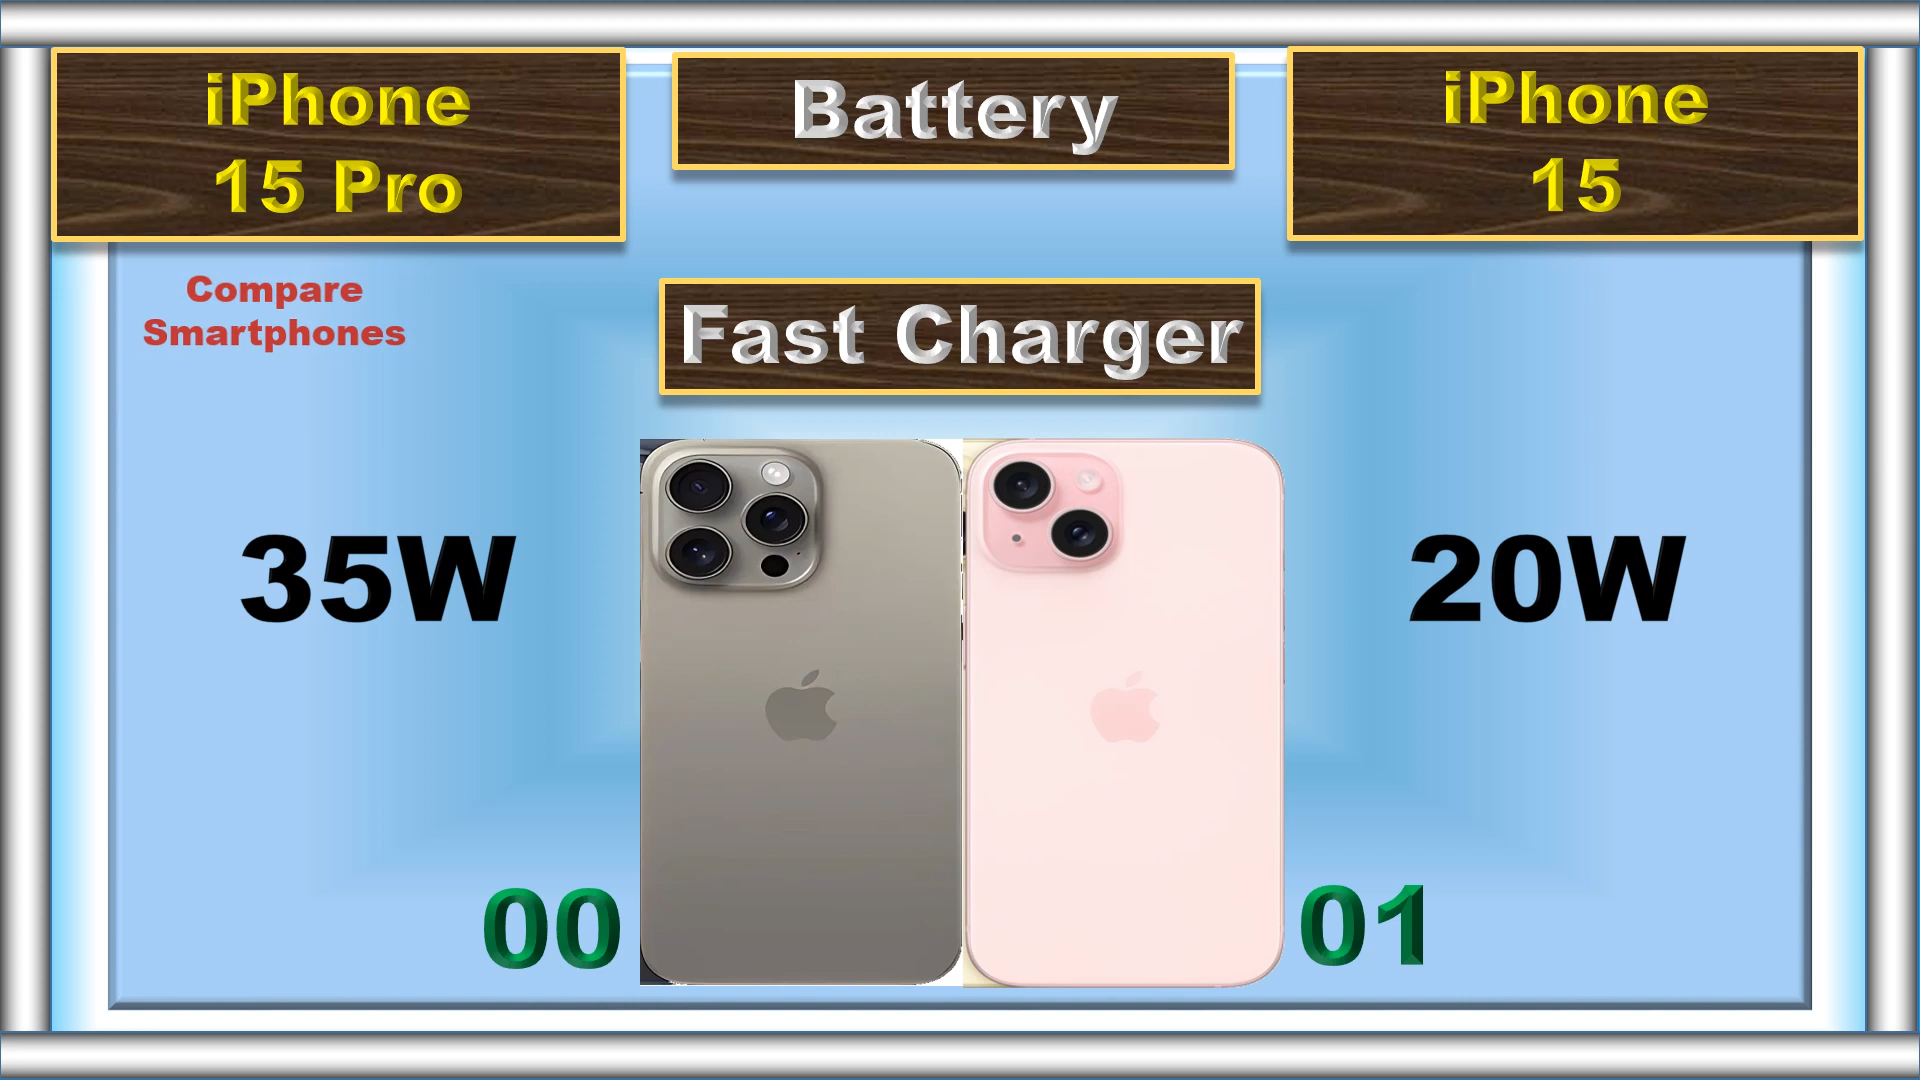 iPhone
15 Pro
Battery
iPhone
15
Compare
Smartphones
Fast Charger
35W
20W
00
01